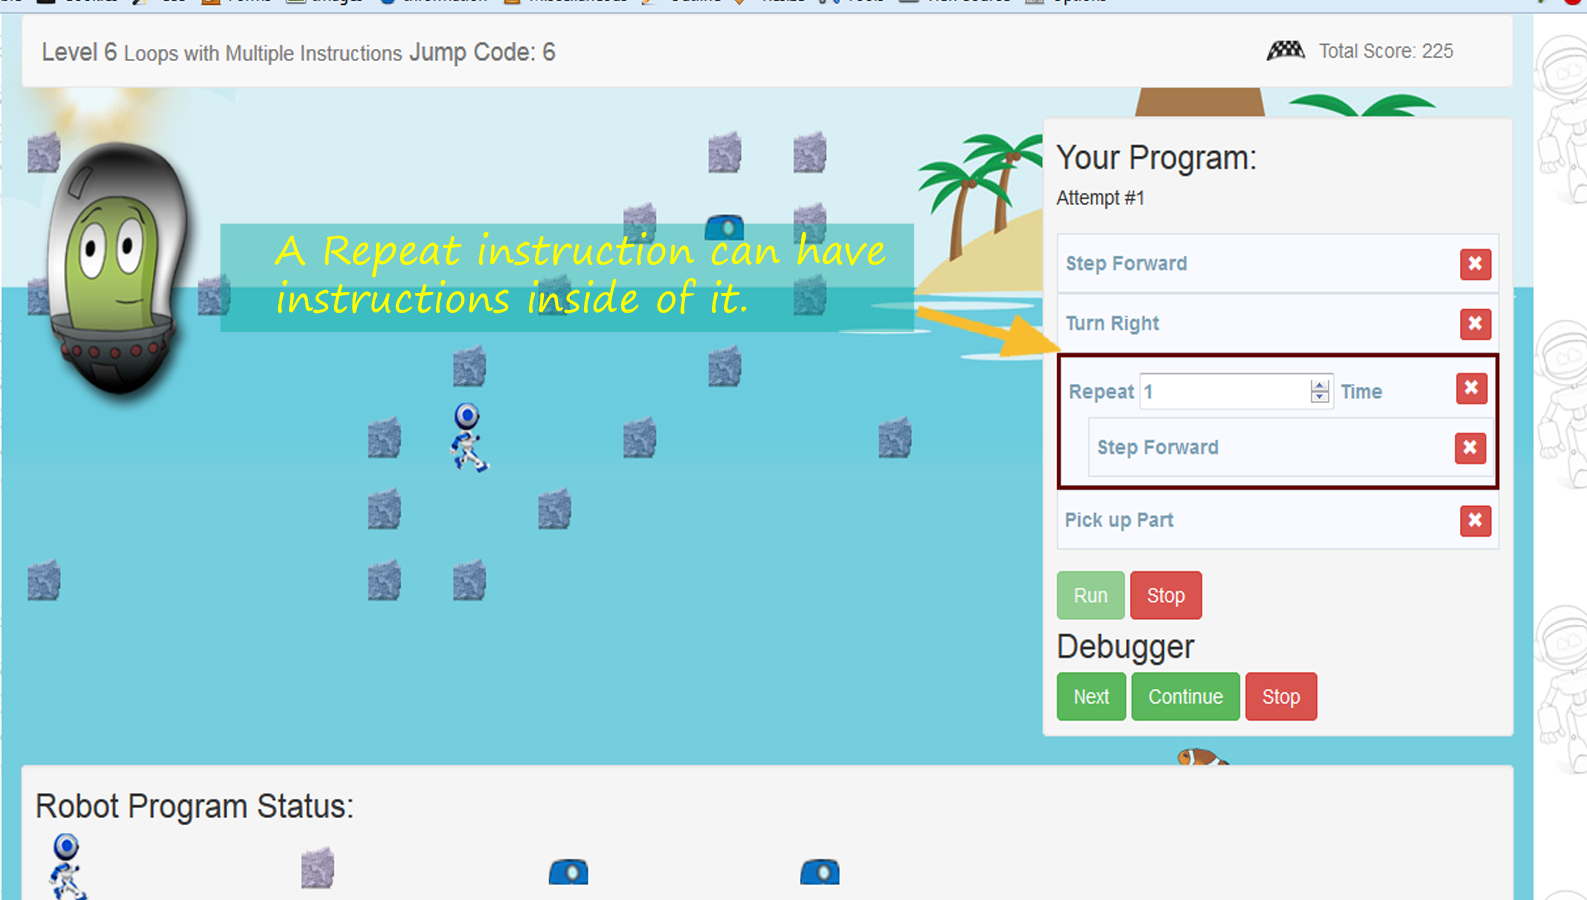 Level 6 Loops with Multiple Instructions Jump Code: 6
Total Score: 225
A Repeat instruction can have
instructions inside of it.
Your Program:
Attempt #1
Step Forward
Turn Right
Repeat 1 Time
Step Forward
Pick up Part
Run Stop
Debugger
Next Continue Stop
Robot Program Status: